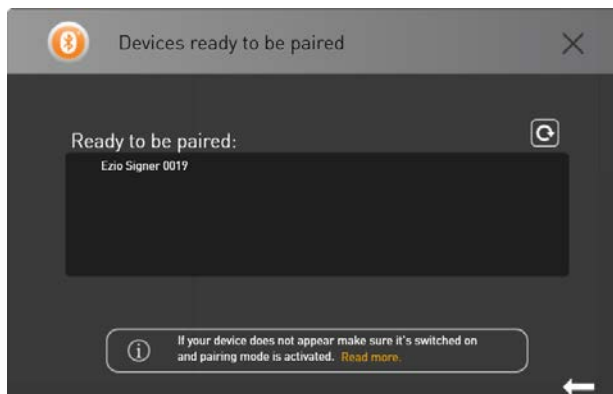 Devices ready to be paired
Ready to be paired:
Ezio Signer 0019
If your device does not appear make sure it's switched on
and pairing mode is activated. Read more.